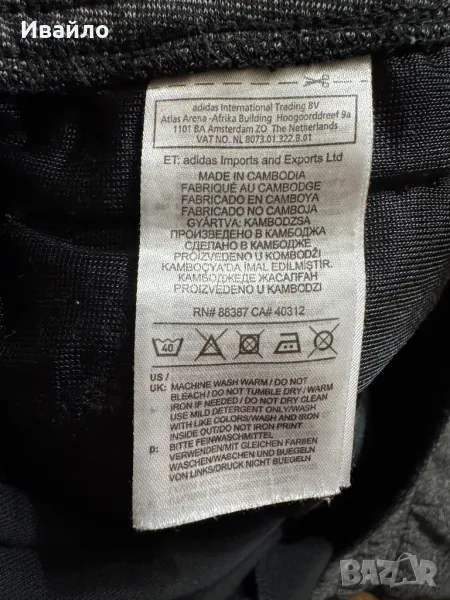 Ивайло
adidas International Trading BV
Atlas Arena -Afrika Building Hoogoorddreef 9a
1101 BA Amsterdam ZO The Netherlands
VAT NO. NL 8073.01.322.B.01
ET: adidas Imports and Exports Ltd
MADE IN CAMBODIA
FABRIQUÉ AU CAMBODGE
FABRICADO EN CAMBOYA
FABRICADO NO CAMBOJA
GYÁRTVA: KAMBODZSA
ПРОИЗВЕДЕНО В КАМБОДЖА
СДЕЛАНО В КАМБОДЖЕ
PROIZVEDENO U KAMBODŽI
KAMBOÇYA'DA İMAL EDİLMİŞTİR.
КАМБОДЖЕДЕ ЖАСАЛҒАН
PROIZVEDENO U KAMBODZI
RN# 88387 CA# 40312
40
US /
UK: MACHINE WASH WARM / DO NOT
BLEACH / DO NOT TUMBLE DRY / WARM
IRON IF NEEDED / DO NOT DRYCLEAN
USE MILD DETERGENT ONLY/WASH
WITH LIKE COLORS/WASH AND IRON
INSIDE OUT/DO NOT IRON PRINT
D: BITTE FEINWASCHMITTEL
VERWENDEN/MIT GLEICHEN FARBEN
WASCHEN/WASCHEN UND BUEGELN
VON LINKS/DRUCK NICHT BUEGELN
BAZAR